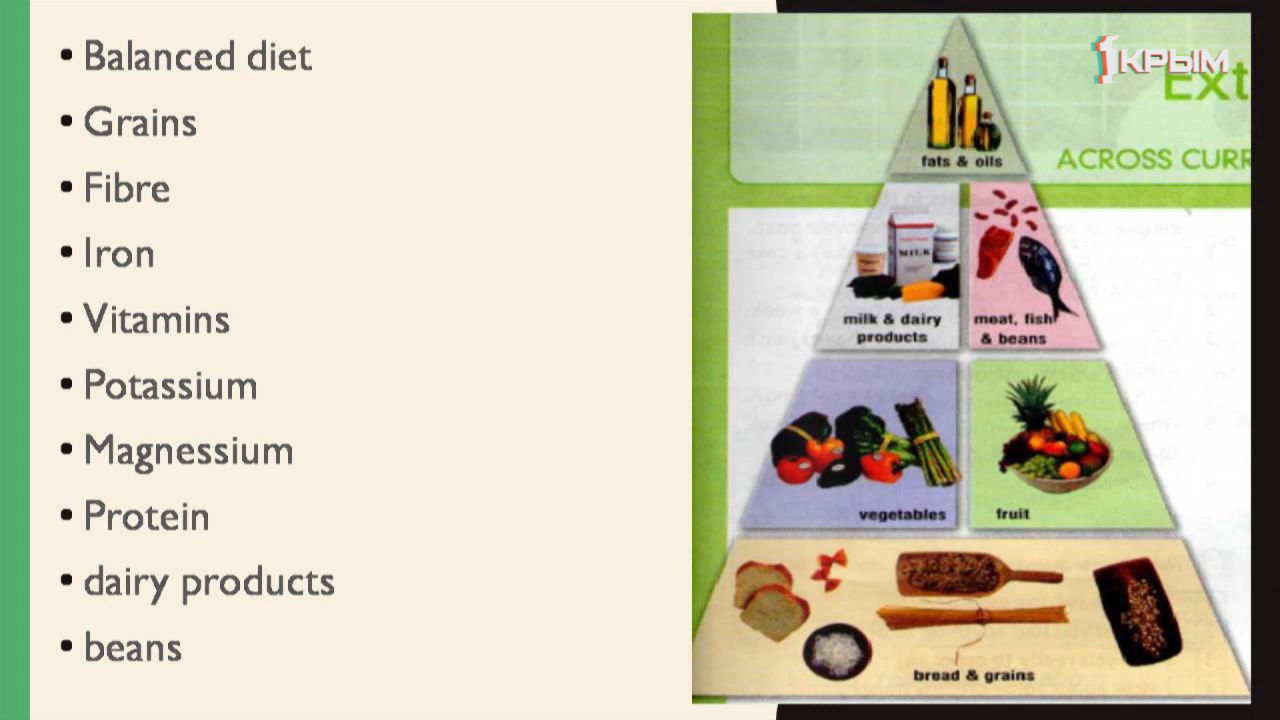 • Balanced diet
• Grains
• Fibre
• Iron
• Vitamins
• Potassium
• Magnessium
• Protein
• dairy products
• beans
1КРЫМ
Ext
ACROSS CURR
fats & oils
MILK
milk & dairy
products
meat, fish
& beans
vegetables
fruit
bread & grains